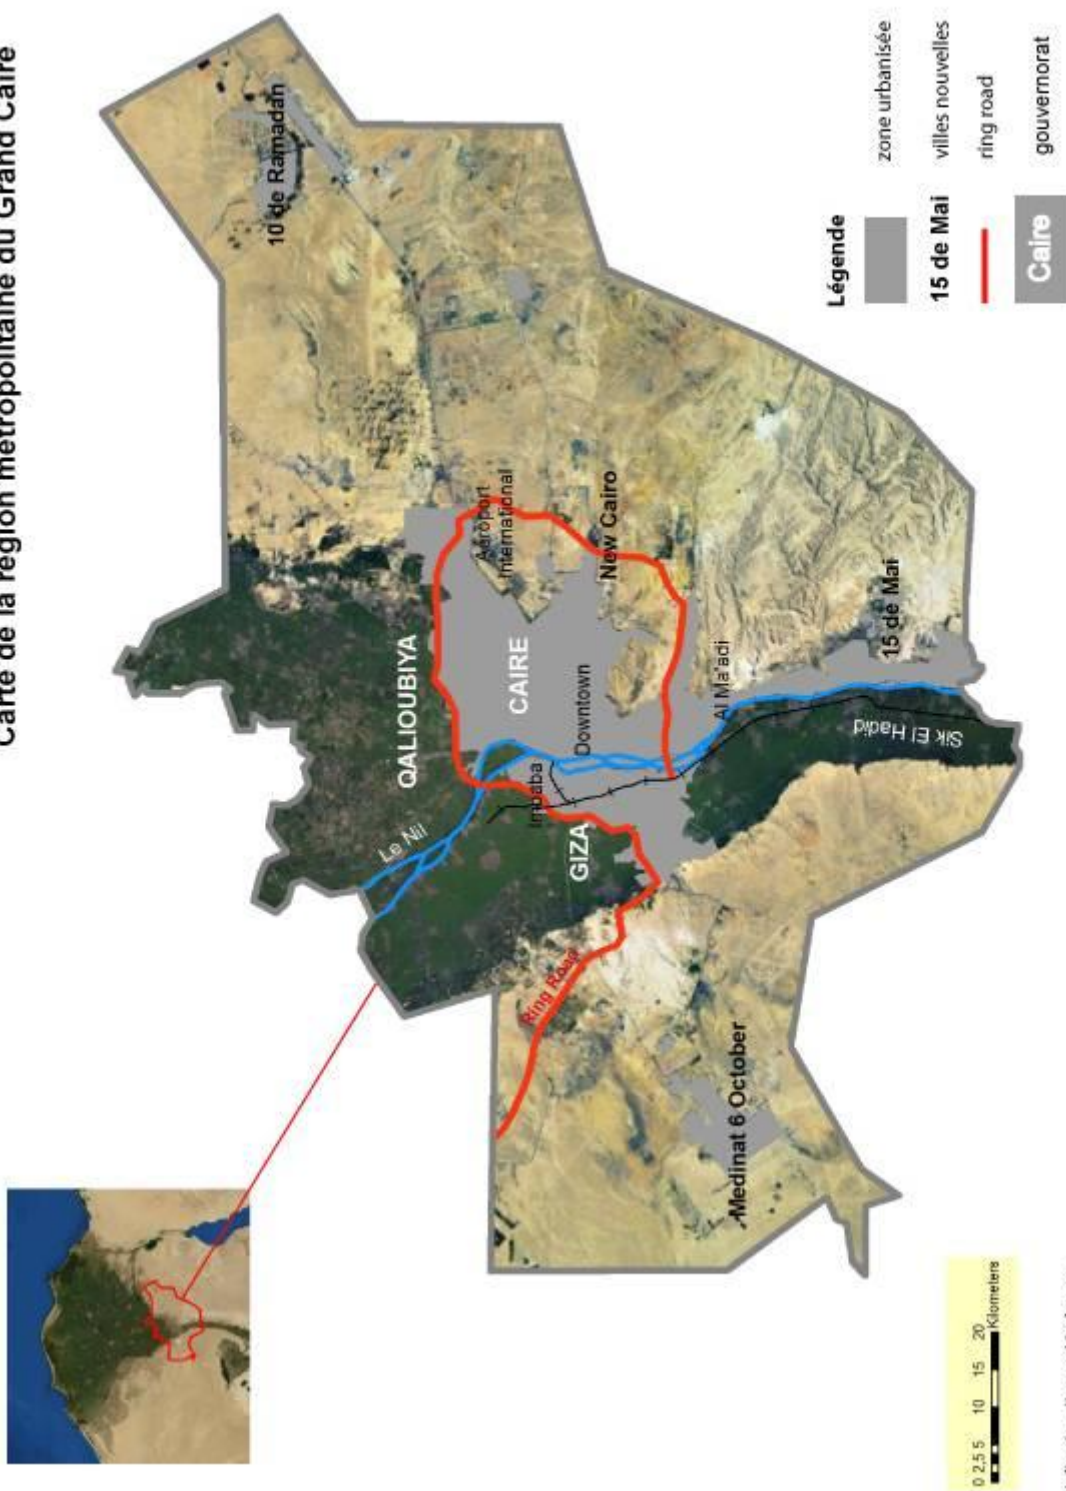 Carte de la région métropolitaine du Grand Caire
10 de Ramadan
QALIOUBIYA
Le Nil
Aéroport
International
CAIRE
Imbaba
Downtown
New Cairo
GIZA
Ring Road
Al Ma'adi
Medinat 6 October
15 de Mai
Sik El Hadid
Légende
zone urbanisée
15 de Mai
villes nouvelles
ring road
Caire
gouvernorat
0 2,5 5 10 15 20
Kilometers